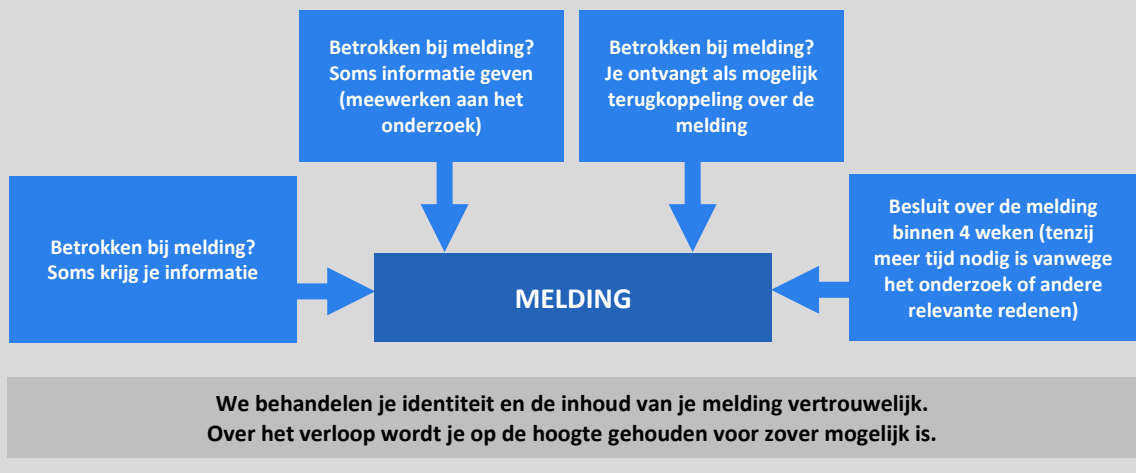 Betrokken bij melding?
Soms informatie geven
(meewerken aan het
onderzoek)
Betrokken bij melding?
Je ontvangt als mogelijk
terugkoppeling over de
melding
Betrokken bij melding?
Soms krijg je informatie
MELDING
Besluit over de melding
binnen 4 weken (tenzij
meer tijd nodig is vanwege
het onderzoek of andere
relevante redenen)
We behandelen je identiteit en de inhoud van je melding vertrouwelijk.
Over het verloop wordt je op de hoogte gehouden voor zover mogelijk is.